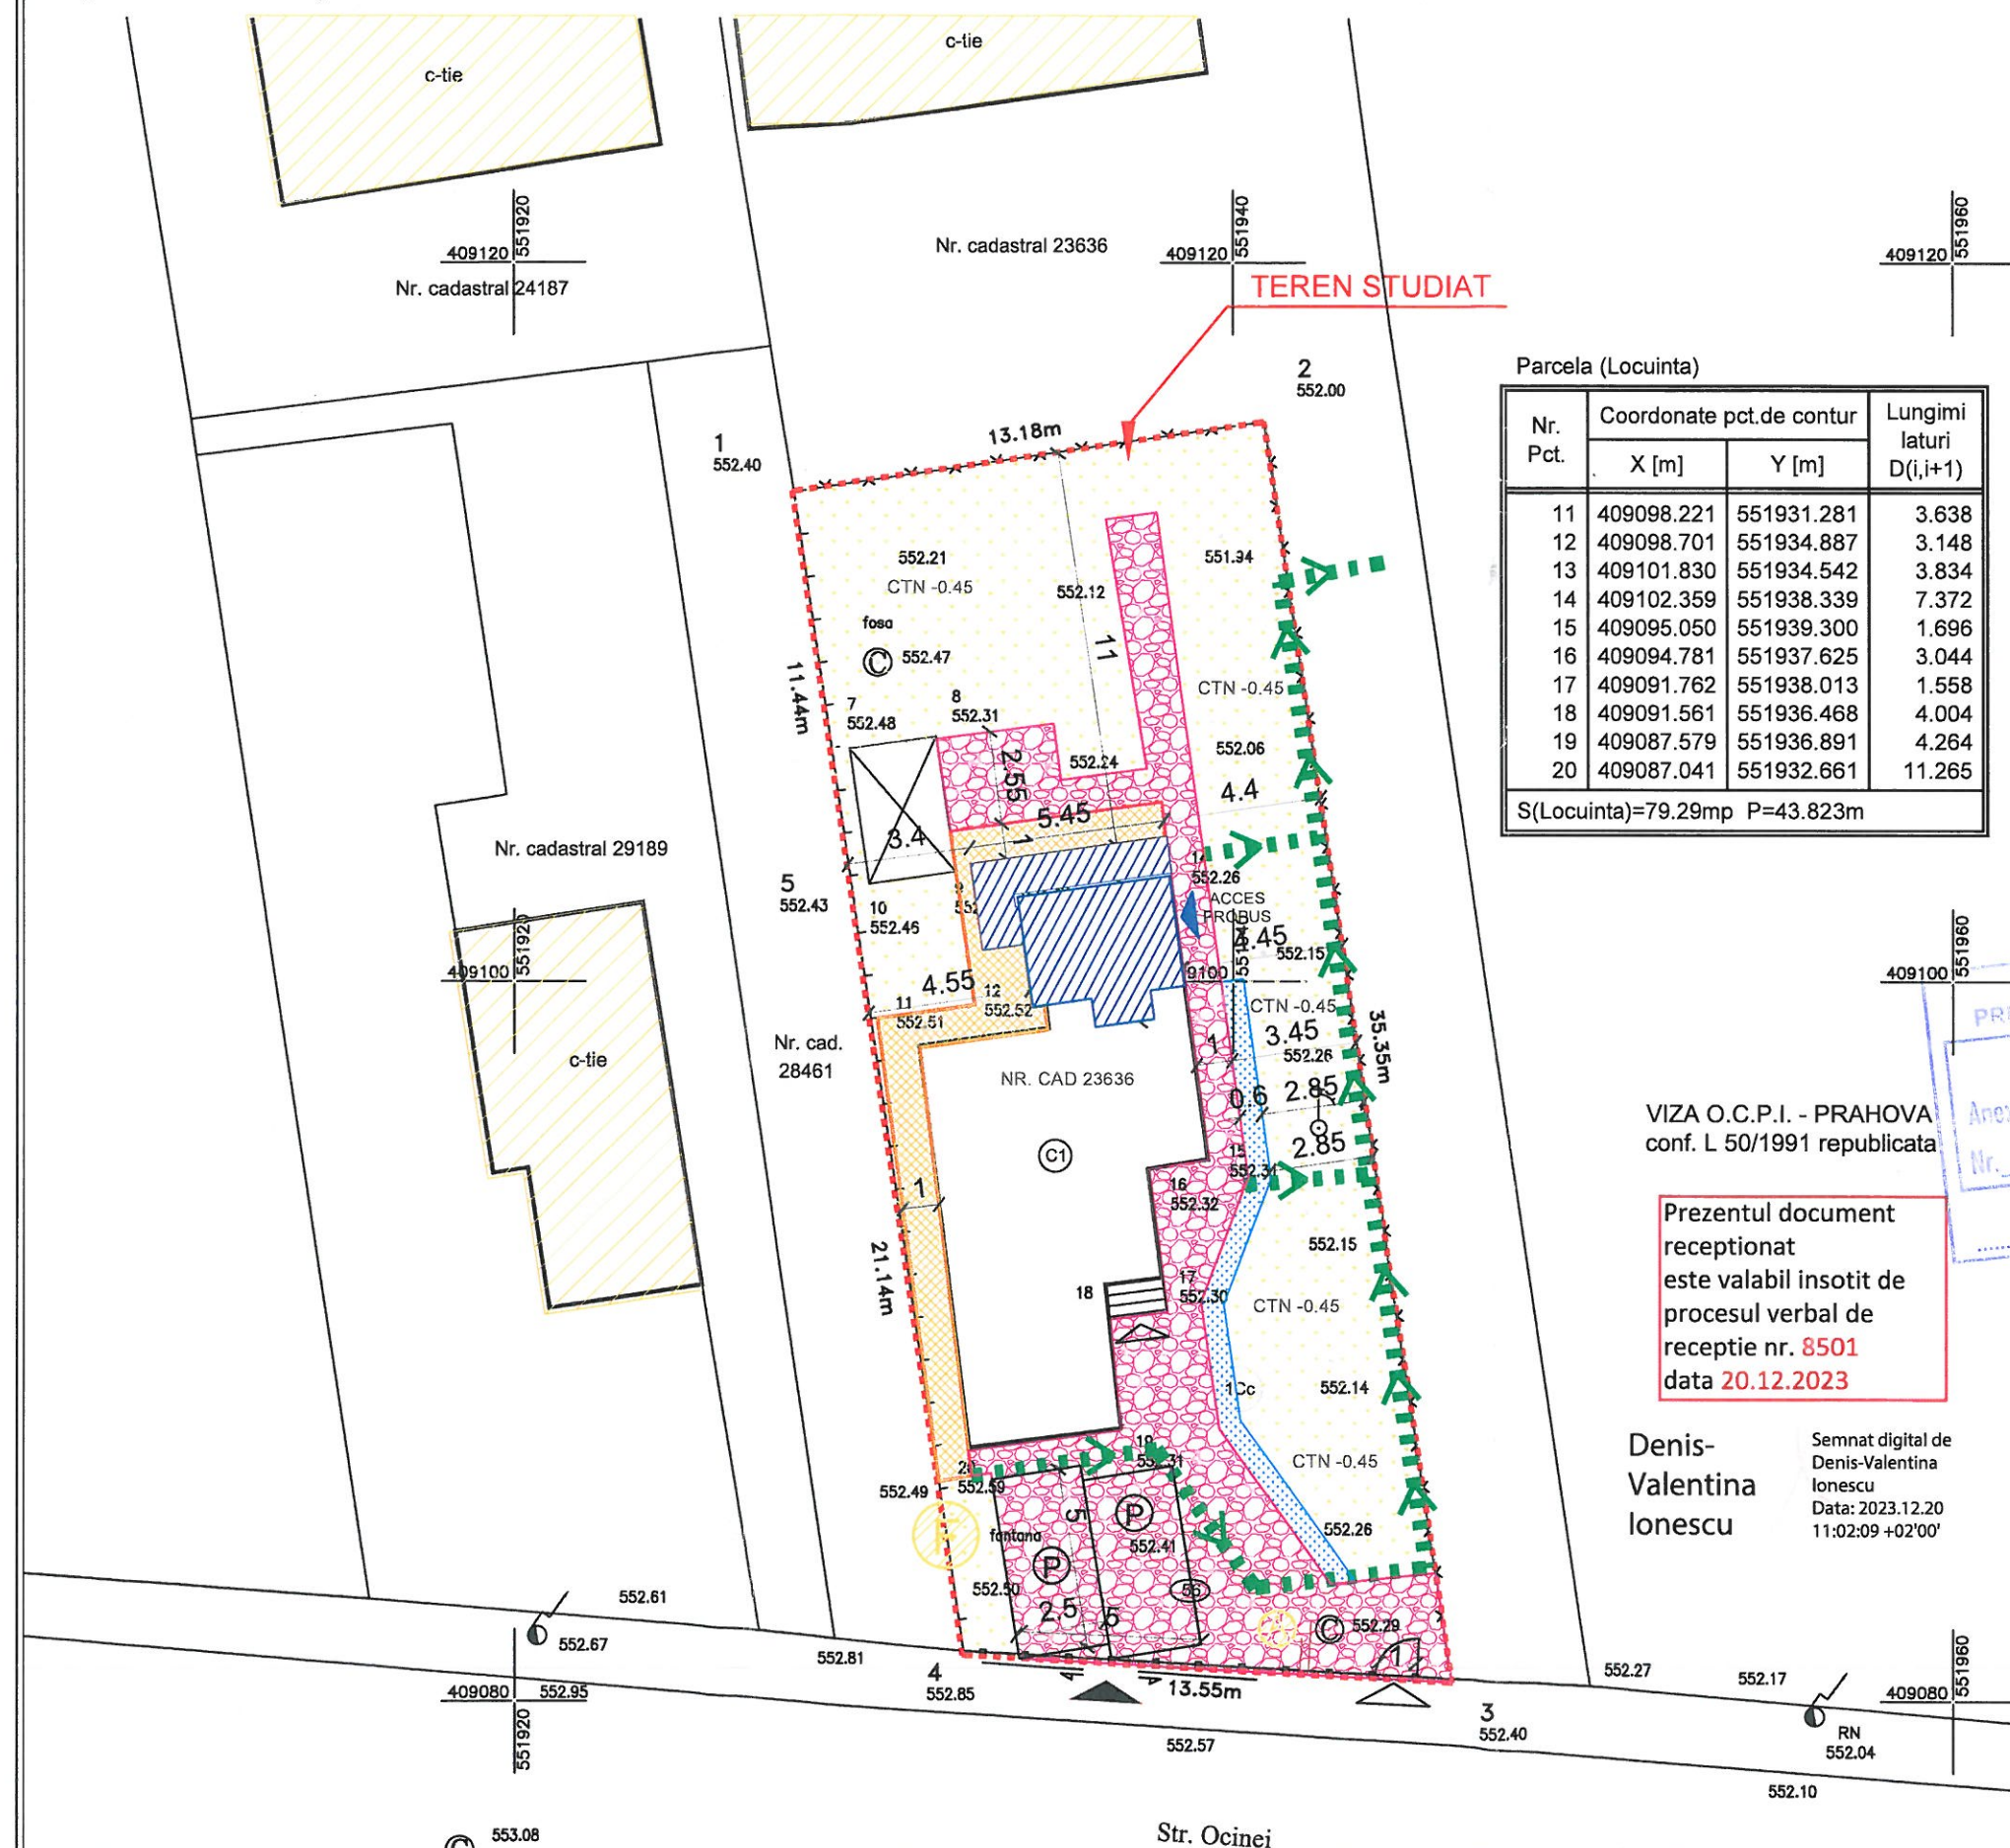 c-tie
c-tie
551920
409120
Nr. cadastral 24187
Nr. cadastral 23636
551940
409120
551960
409120
TEREN STUDIAT
2
552.00
1
552.40
13.18m
Parcela (Locuinta)
Nr. Pct. Coordonate pct.de contur Lungimi laturi D(i,i+1)
X [m] Y [m]
11 409098.221 551931.281 3.638
12 409098.701 551934.887 3.148
13 409101.830 551934.542 3.834
14 409102.359 551938.339 7.372
15 409095.050 551939.300 1.696
16 409094.781 551937.625 3.044
17 409091.762 551938.013 1.558
18 409091.561 551936.468 4.004
19 409087.579 551936.891 4.264
20 409087.041 551932.661 11.265
S(Locuinta)=79.29mp P=43.823m
552.21
CTN -0.45
551.94
552.12
fosa
C 552.47
11
11.44m
CTN -0.45
7
552.48
8
552.31
552.24
552.06
2.55
4.4
5.45
3.4
1
Nr. cadastral 29189
14
552.26
5
552.43
10
552.46
9
ACCES
PROBUS
4.45
552.15
551920
409100
551960
409100
9100
4.55
11
552.51
12
552.52
CTN -0.45
3.45
552.26
1
35.35m
Nr. cad.
28461
c-tie
NR. CAD 23636
0.6
2.85
2.85
C1
15
552.31
16
552.32
1
552.15
21.14m
18
17
552.30
CTN -0.45
1Cc
552.14
VIZA O.C.P.I. - PRAHOVA
conf. L 50/1991 republicata
Prezentul document
receptionat
este valabil insotit de
procesul verbal de
receptie nr. 8501
data 20.12.2023
Denis-
Valentina
Ionescu
Semnat digital de
Denis-Valentina
Ionescu
Data: 2023.12.20
11:02:09 +02'00'
Anex
Nr.
19
CTN -0.45
20
552.59
552.49
F
fantana
5
P
552.41
P
552.26
552.50
56
2.5
5
C 552.29
552.61
552.67
552.81
4
552.85
13.55m
3
552.40
552.57
552.27
552.17
RN
552.04
552.10
409080
552.95
551920
409080
551960
553.08
C
Str. Ocinei